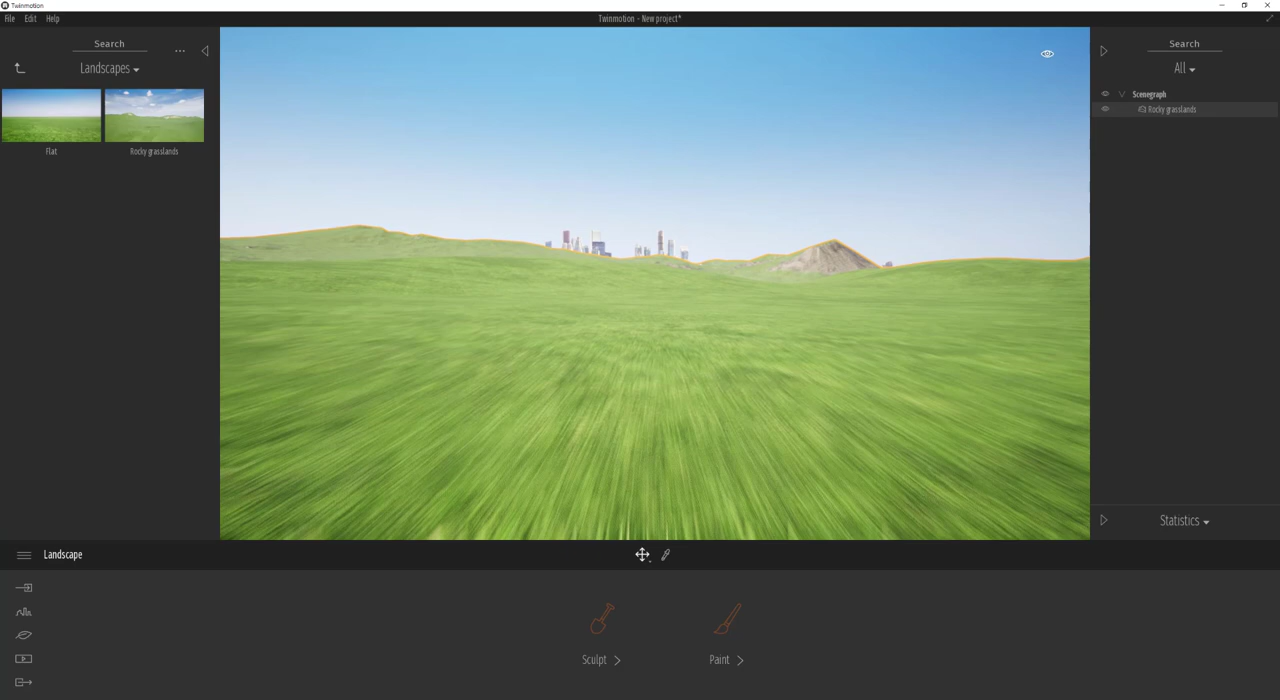 Twinmotion
File Edit Help
Twinmotion - New project*
Search
Landscapes
Flat
Rocky grasslands
Search
All
Scenegraph
Rocky grasslands
Statistics
Landscape
Sculpt
Paint